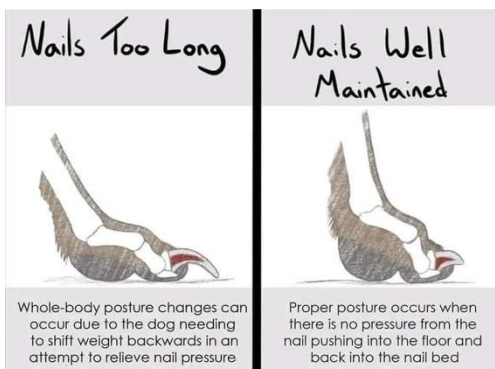 Nails Too Long
Nails Well
Maintained
Whole-body posture changes can
occur due to the dog needing
to shift weight backwards in an
attempt to relieve nail pressure
Proper posture occurs when
there is no pressure from the
nail pushing into the floor and
back into the nail bed